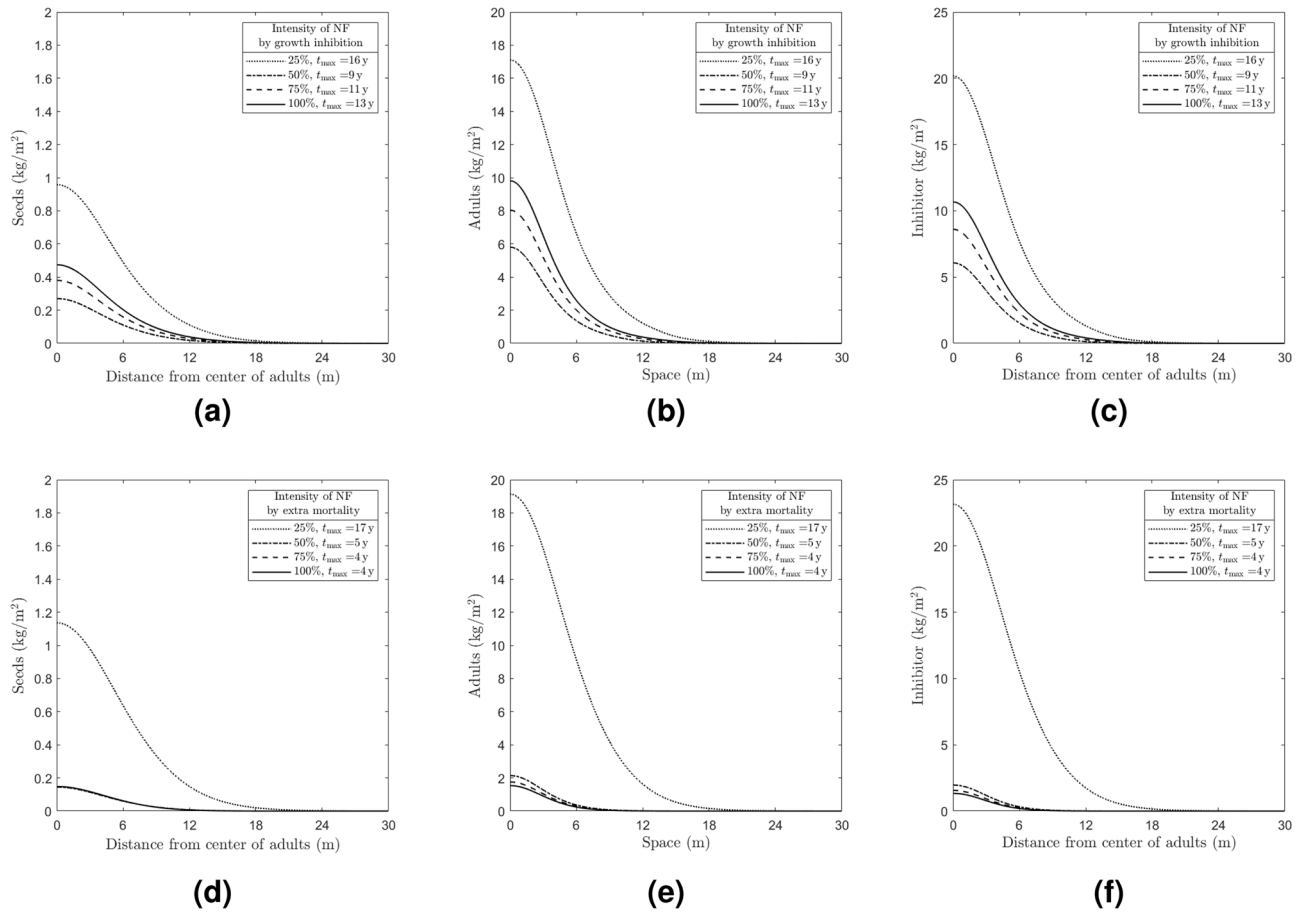 Intensity of NF
by growth inhibition
25%, t_max =16 y
50%, t_max =9 y
75%, t_max =11 y
100%, t_max =13 y
Seeds (kg/m²)
2
1.8
1.6
1.4
1.2
1
0.8
0.6
0.4
0.2
0
0 6 12 18 24 30
Distance from center of adults (m)
(a)
Intensity of NF
by growth inhibition
25%, t_max =16 y
50%, t_max =9 y
75%, t_max =11 y
100%, t_max =13 y
Adults (kg/m²)
20
18
16
14
12
10
8
6
4
2
0
0 6 12 18 24 30
Space (m)
(b)
Intensity of NF
by growth inhibition
25%, t_max =16 y
50%, t_max =9 y
75%, t_max =11 y
100%, t_max =13 y
Inhibitor (kg/m²)
25
20
15
10
5
0
0 6 12 18 24 30
Distance from center of adults (m)
(c)
Intensity of NF
by extra mortality
25%, t_max =17 y
50%, t_max =5 y
75%, t_max =4 y
100%, t_max =4 y
Seeds (kg/m²)
2
1.8
1.6
1.4
1.2
1
0.8
0.6
0.4
0.2
0
0 6 12 18 24 30
Distance from center of adults (m)
(d)
Intensity of NF
by extra mortality
25%, t_max =17 y
50%, t_max =5 y
75%, t_max =4 y
100%, t_max =4 y
Adults (kg/m²)
20
18
16
14
12
10
8
6
4
2
0
0 6 12 18 24 30
Space (m)
(e)
Intensity of NF
by extra mortality
25%, t_max =17 y
50%, t_max =5 y
75%, t_max =4 y
100%, t_max =4 y
Inhibitor (kg/m²)
25
20
15
10
5
0
0 6 12 18 24 30
Distance from center of adults (m)
(f)